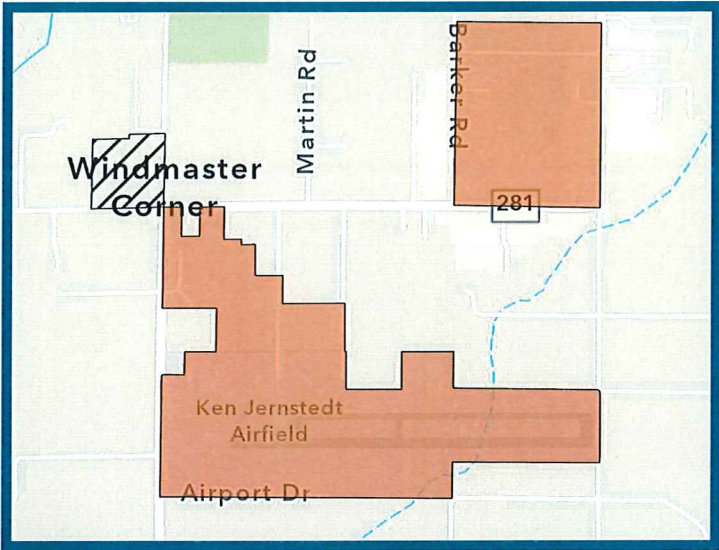 Barker Rd
Martin Rd
Windmaster
Corner
281
Ken Jernstedt
Airfield
Airport Dr